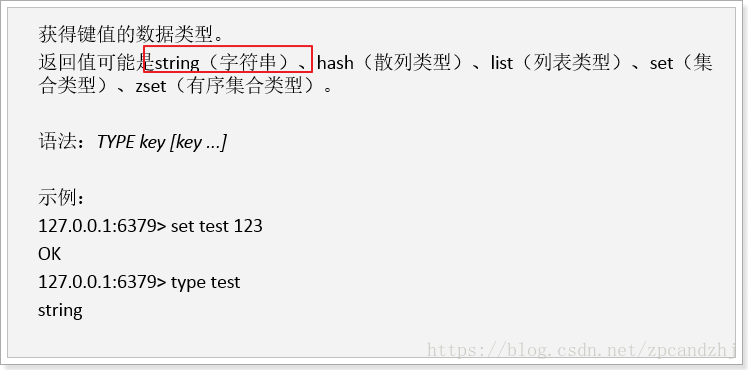 获得键值的数据类型。
返回值可能是string（字符串）、hash（散列类型）、list（列表类型）、set（集
合类型）、zset（有序集合类型）。
语法：TYPE key [key ...]
示例：
127.0.0.1:6379> set test 123
OK
127.0.0.1:6379> type test
string
https://blog.csdn.net/zpcandzhj